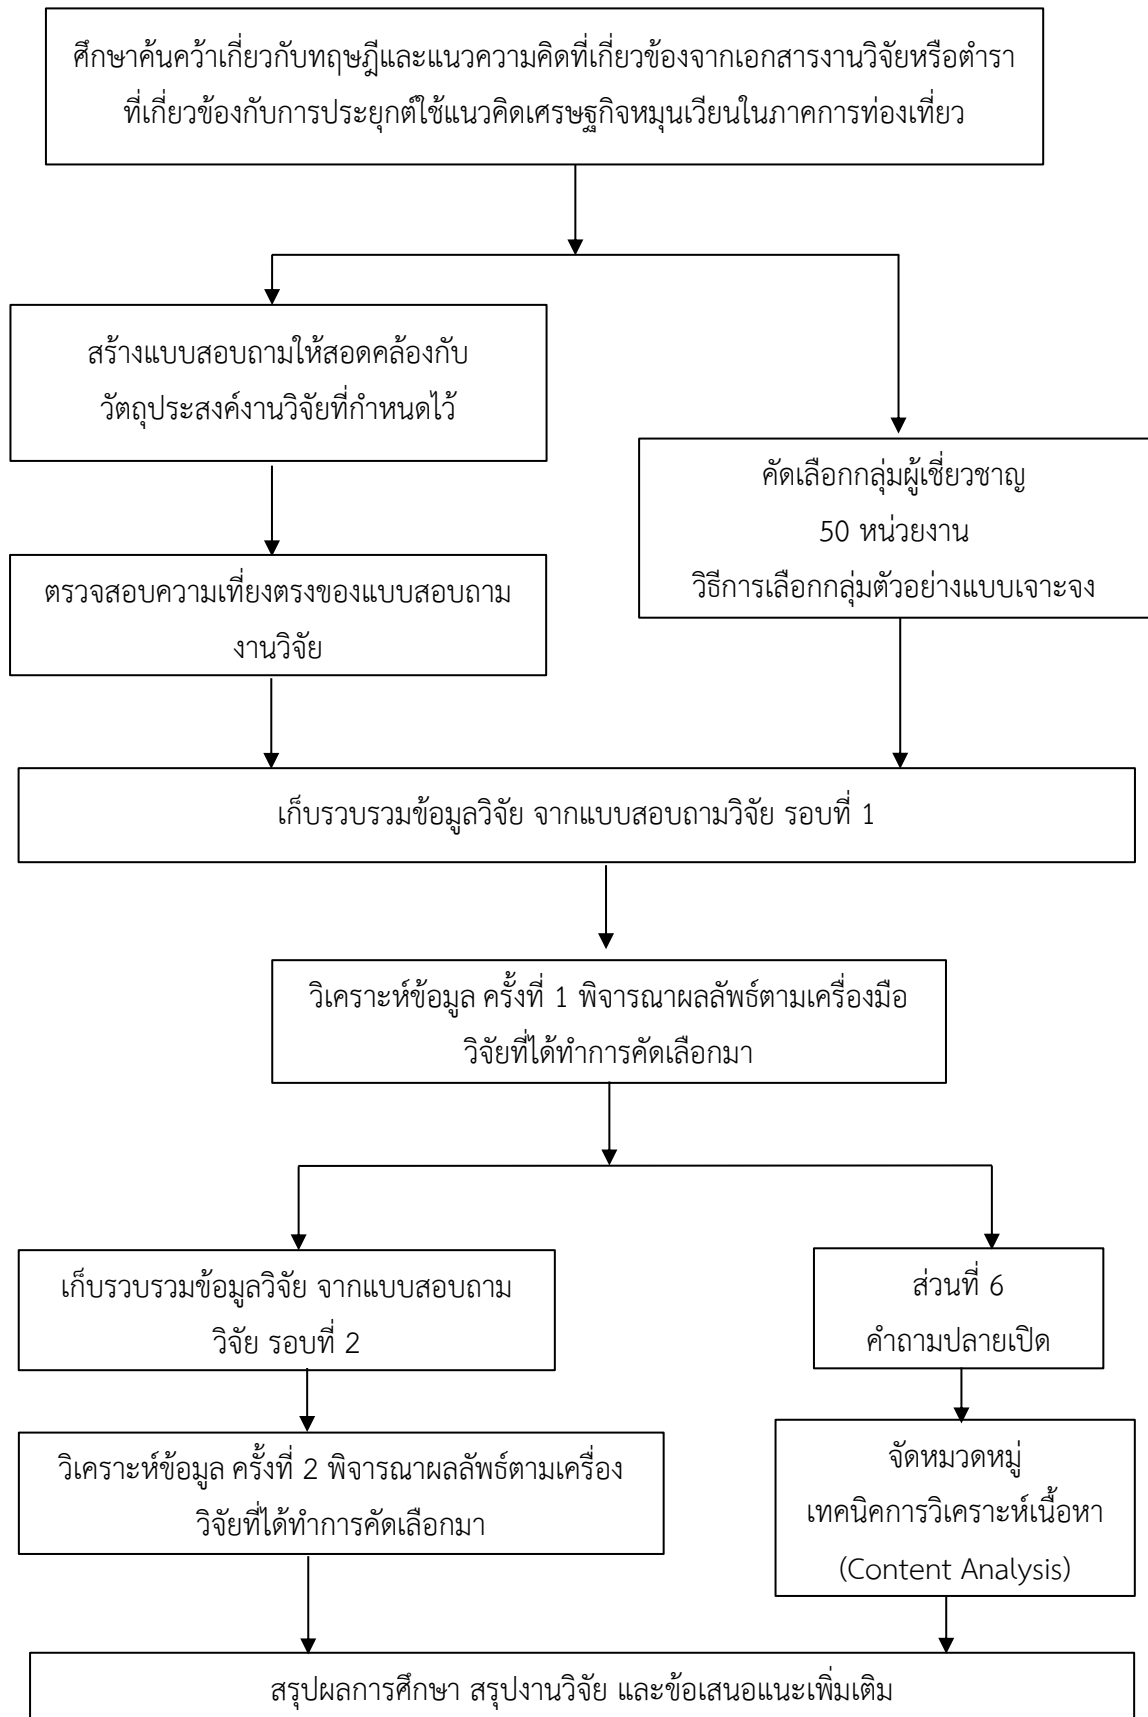 ศึกษาค้นคว้าเกี่ยวกับทฤษฎีและแนวความคิดที่เกี่ยวข้องจากเอกสารงานวิจัยหรือตำรา
ที่เกี่ยวข้องกับการประยุกต์ใช้แนวคิดเศรษฐกิจหมุนเวียนในภาคการท่องเที่ยว
สร้างแบบสอบถามให้สอดคล้องกับ
วัตถุประสงค์งานวิจัยที่กำหนดไว้
คัดเลือกกลุ่มผู้เชี่ยวชาญ
50 หน่วยงาน
วิธีการเลือกกลุ่มตัวอย่างแบบเจาะจง
ตรวจสอบความเที่ยงตรงของแบบสอบถาม
งานวิจัย
เก็บรวบรวมข้อมูลวิจัย จากแบบสอบถามวิจัย รอบที่ 1
วิเคราะห์ข้อมูล ครั้งที่ 1 พิจารณาผลลัพธ์ตามเครื่องมือ
วิจัยที่ได้ทำการคัดเลือกมา
เก็บรวบรวมข้อมูลวิจัย จากแบบสอบถาม
วิจัย รอบที่ 2
ส่วนที่ 6
คำถามปลายเปิด
วิเคราะห์ข้อมูล ครั้งที่ 2 พิจารณาผลลัพธ์ตามเครื่อง
วิจัยที่ได้ทำการคัดเลือกมา
จัดหมวดหมู่
เทคนิคการวิเคราะห์เนื้อหา
(Content Analysis)
สรุปผลการศึกษา สรุปงานวิจัย และข้อเสนอแนะเพิ่มเติม